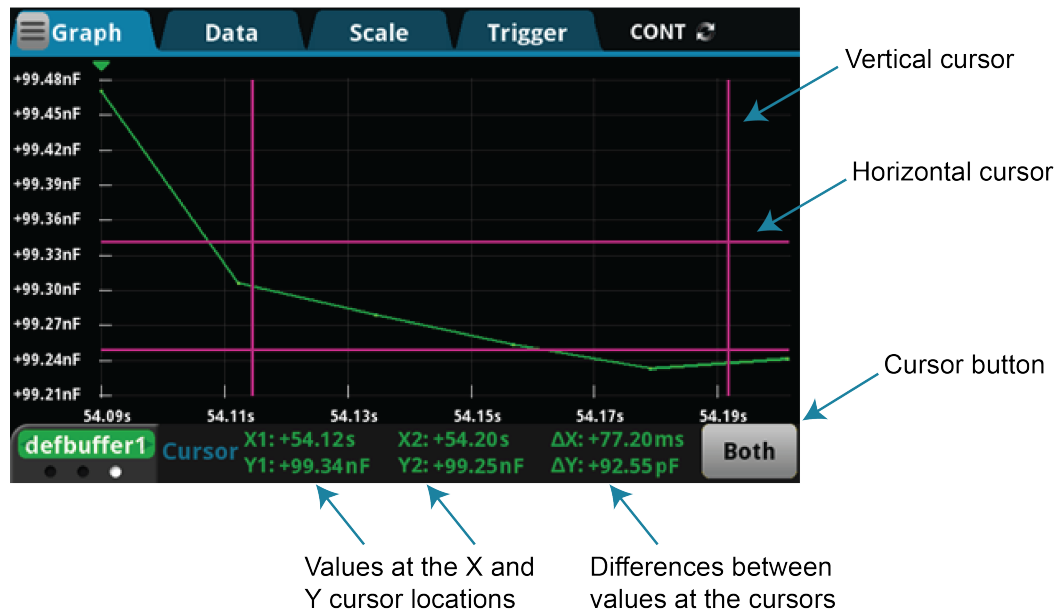 Graph Data Scale Trigger CONT
Vertical cursor
+99.48nF
+99.45nF
+99.42nF
Horizontal cursor
+99.39nF
+99.36nF
+99.33nF
+99.30nF
+99.27nF
+99.24nF
Cursor button
+99.21nF
54.09s 54.11s 54.13s 54.15s 54.17s 54.19s
defbuffer1 Cursor X1: +54.12s X2: +54.20s ΔX: +77.20ms Both
Y1: +99.34nF Y2: +99.25nF ΔY: +92.55pF
Values at the X and
Y cursor locations
Differences between
values at the cursors